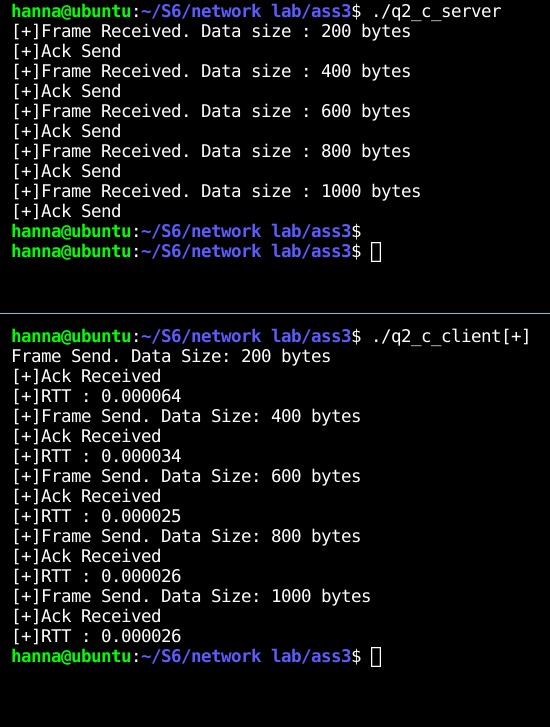 hanna@ubuntu:~/S6/network lab/ass3$ ./q2_c_server
[+]Frame Received. Data size : 200 bytes
[+]Ack Send
[+]Frame Received. Data size : 400 bytes
[+]Ack Send
[+]Frame Received. Data size : 600 bytes
[+]Ack Send
[+]Frame Received. Data size : 800 bytes
[+]Ack Send
[+]Frame Received. Data size : 1000 bytes
[+]Ack Send
hanna@ubuntu:~/S6/network lab/ass3$
hanna@ubuntu:~/S6/network lab/ass3$
hanna@ubuntu:~/S6/network lab/ass3$ ./q2_c_client[+]
Frame Send. Data Size: 200 bytes
[+]Ack Received
[+]RTT : 0.000064
[+]Frame Send. Data Size: 400 bytes
[+]Ack Received
[+]RTT : 0.000034
[+]Frame Send. Data Size: 600 bytes
[+]Ack Received
[+]RTT : 0.000025
[+]Frame Send. Data Size: 800 bytes
[+]Ack Received
[+]RTT : 0.000026
[+]Frame Send. Data Size: 1000 bytes
[+]Ack Received
[+]RTT : 0.000026
hanna@ubuntu:~/S6/network lab/ass3$